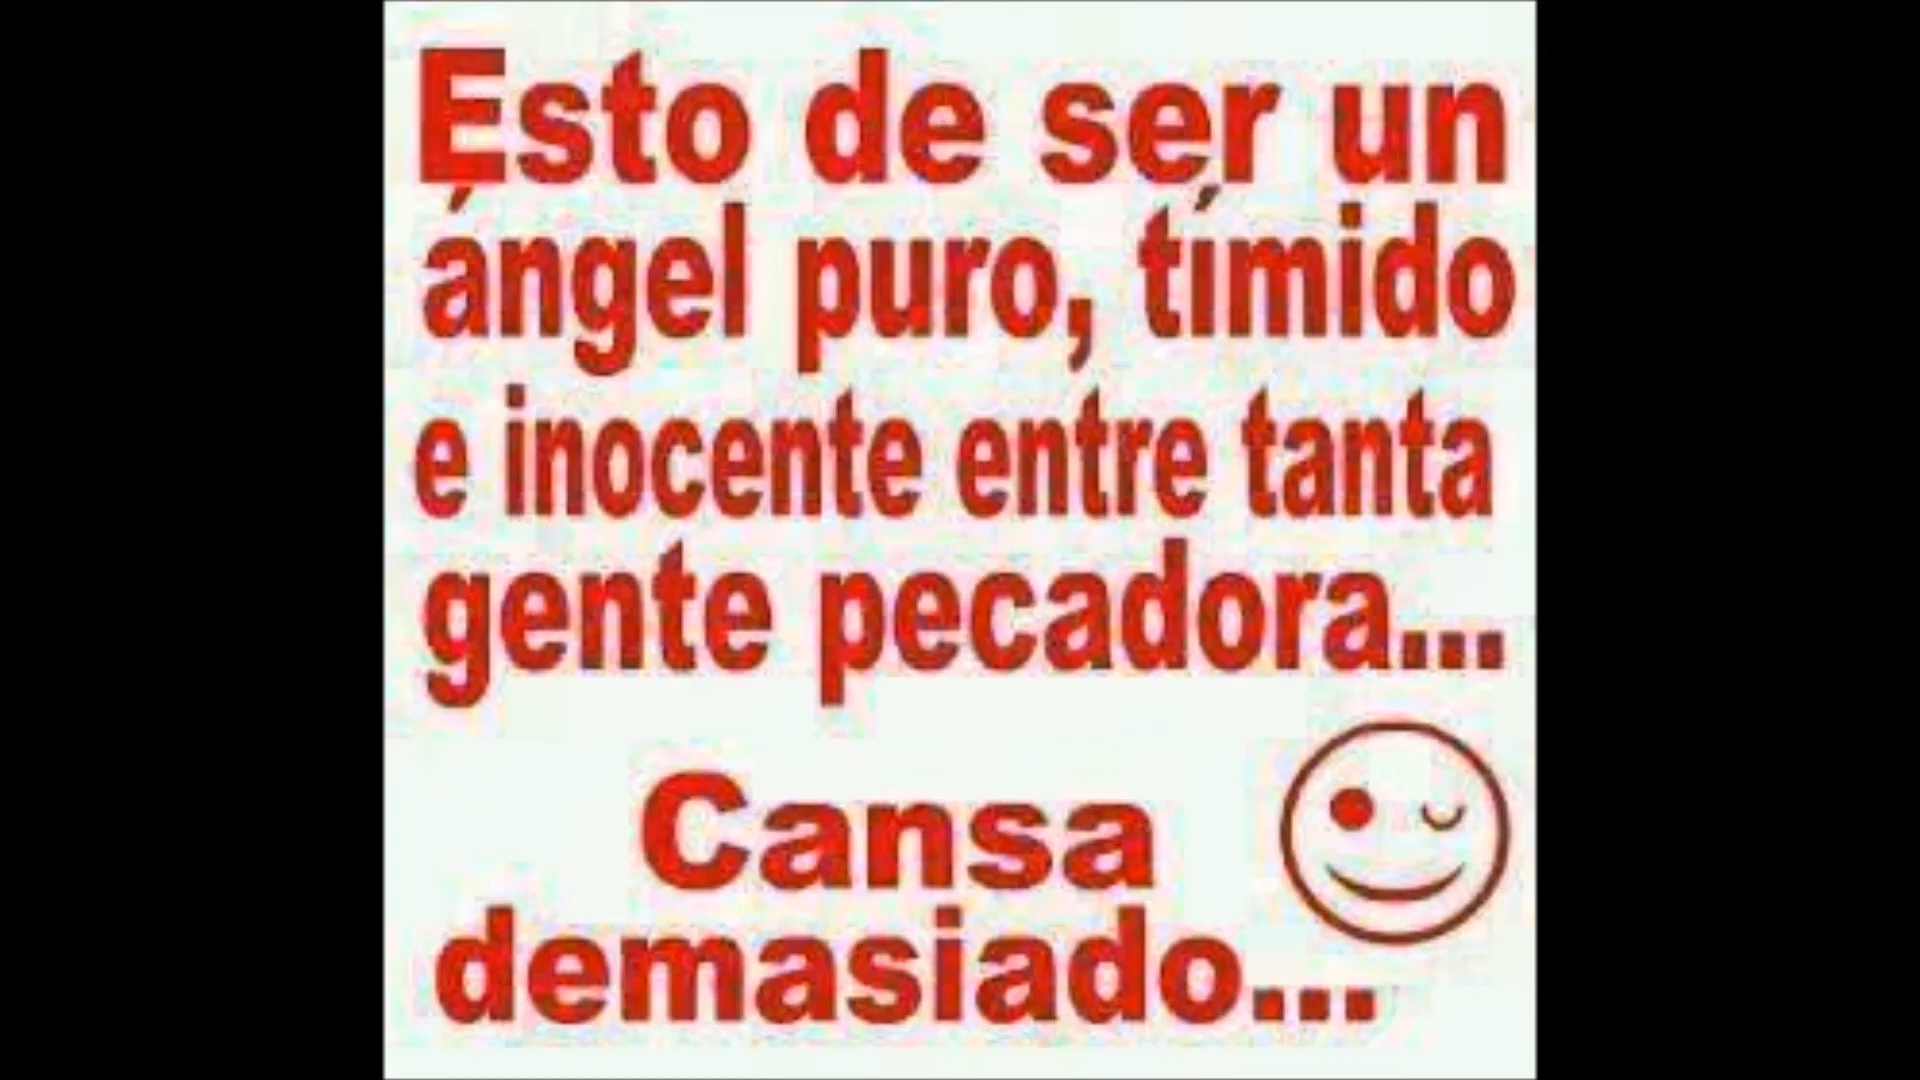 Esto de ser un
ángel puro, tímido
e inocente entre tanta
gente pecadora...
Cansa
demasiado...